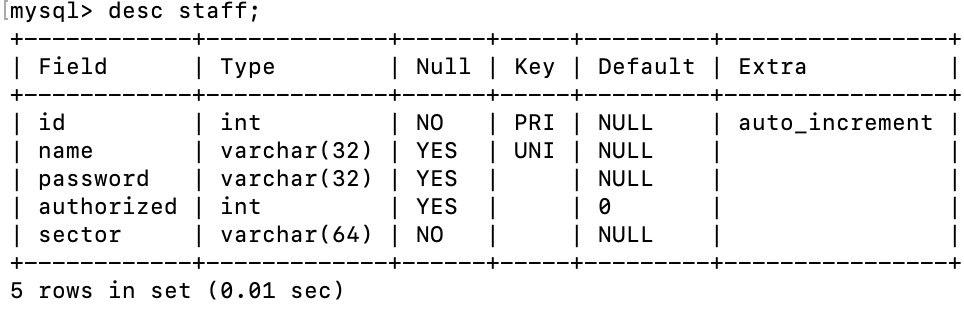 [mysql> desc staff;
+------------+-------------+------+-----+---------+----------------+
| Field      | Type        | Null | Key | Default | Extra          |
+------------+-------------+------+-----+---------+----------------+
| id         | int         | NO   | PRI | NULL    | auto_increment |
| name       | varchar(32) | YES  | UNI | NULL    |                |
| password   | varchar(32) | YES  |     | NULL    |                |
| authorized | int         | YES  |     | 0       |                |
| sector     | varchar(64) | NO   |     | NULL    |                |
+------------+-------------+------+-----+---------+----------------+
5 rows in set (0.01 sec)